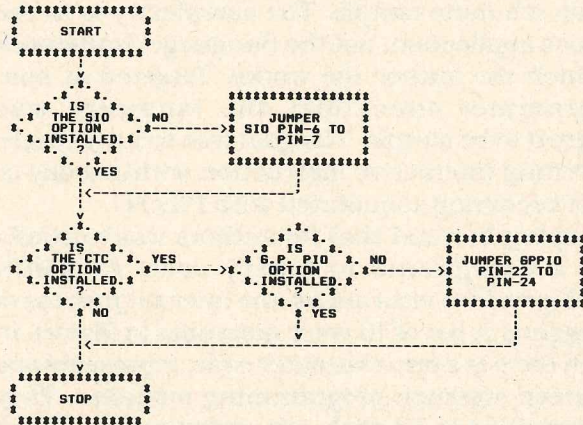 START
IS
THE SIO
OPTION
INSTALLED
?
NO
JUMPER
SIO PIN-6 TO
PIN-7
YES
IS
THE CTC
OPTION
INSTALLED
?
YES
IS
G.P. PIO
OPTION
INSTALLED
?
NO
JUMPER GPPIO
PIN-22 TO
PIN-24
NO
YES
STOP